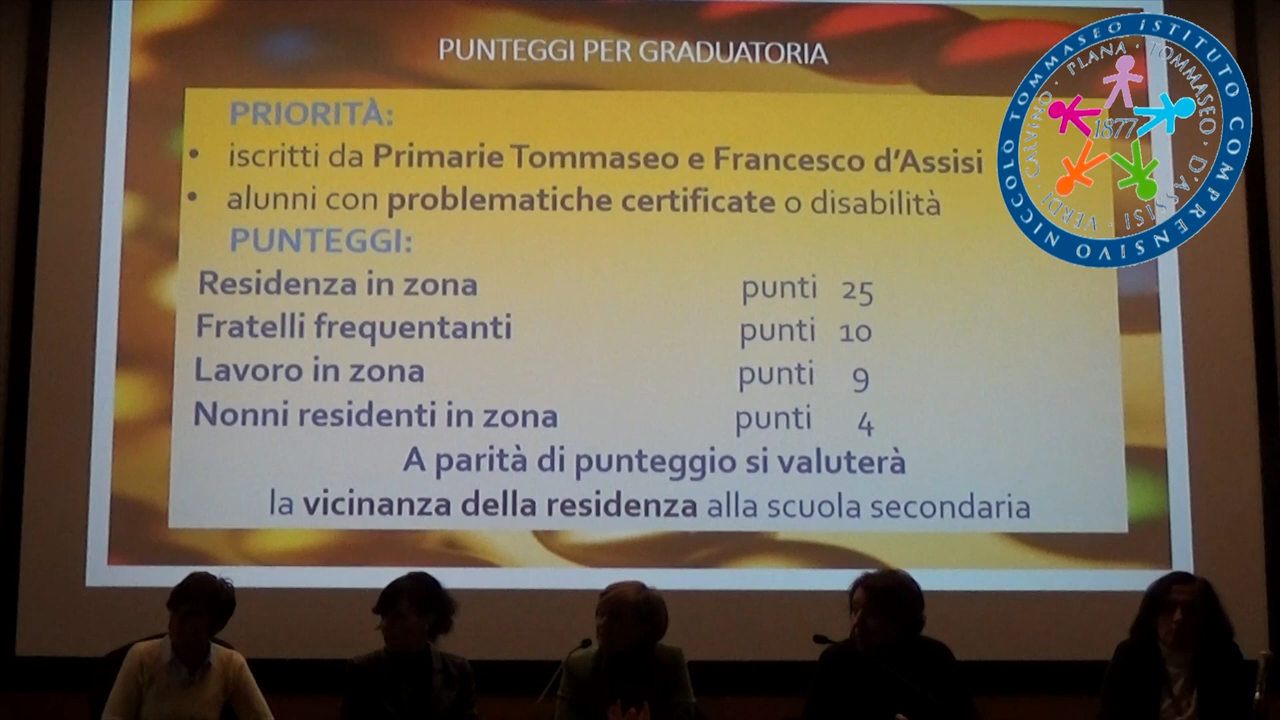 PUNTEGGI PER GRADUATORIA
PRIORITÀ:
• iscritti da Primarie Tommaseo e Francesco d'Assisi
• alunni con problematiche certificate o disabilità
PUNTEGGI:
Residenza in zona punti 25
Fratelli frequentanti punti 10
Lavoro in zona punti 9
Nonni residenti in zona punti 4
A parità di punteggio si valuterà
la vicinanza della residenza alla scuola secondaria
NICCOLÒ TOMMASEO ISTITUTO COMPRENSIVO
VERDI · CALVINO · PLANA · TOMMASEO · D'ASSISI ·
1877